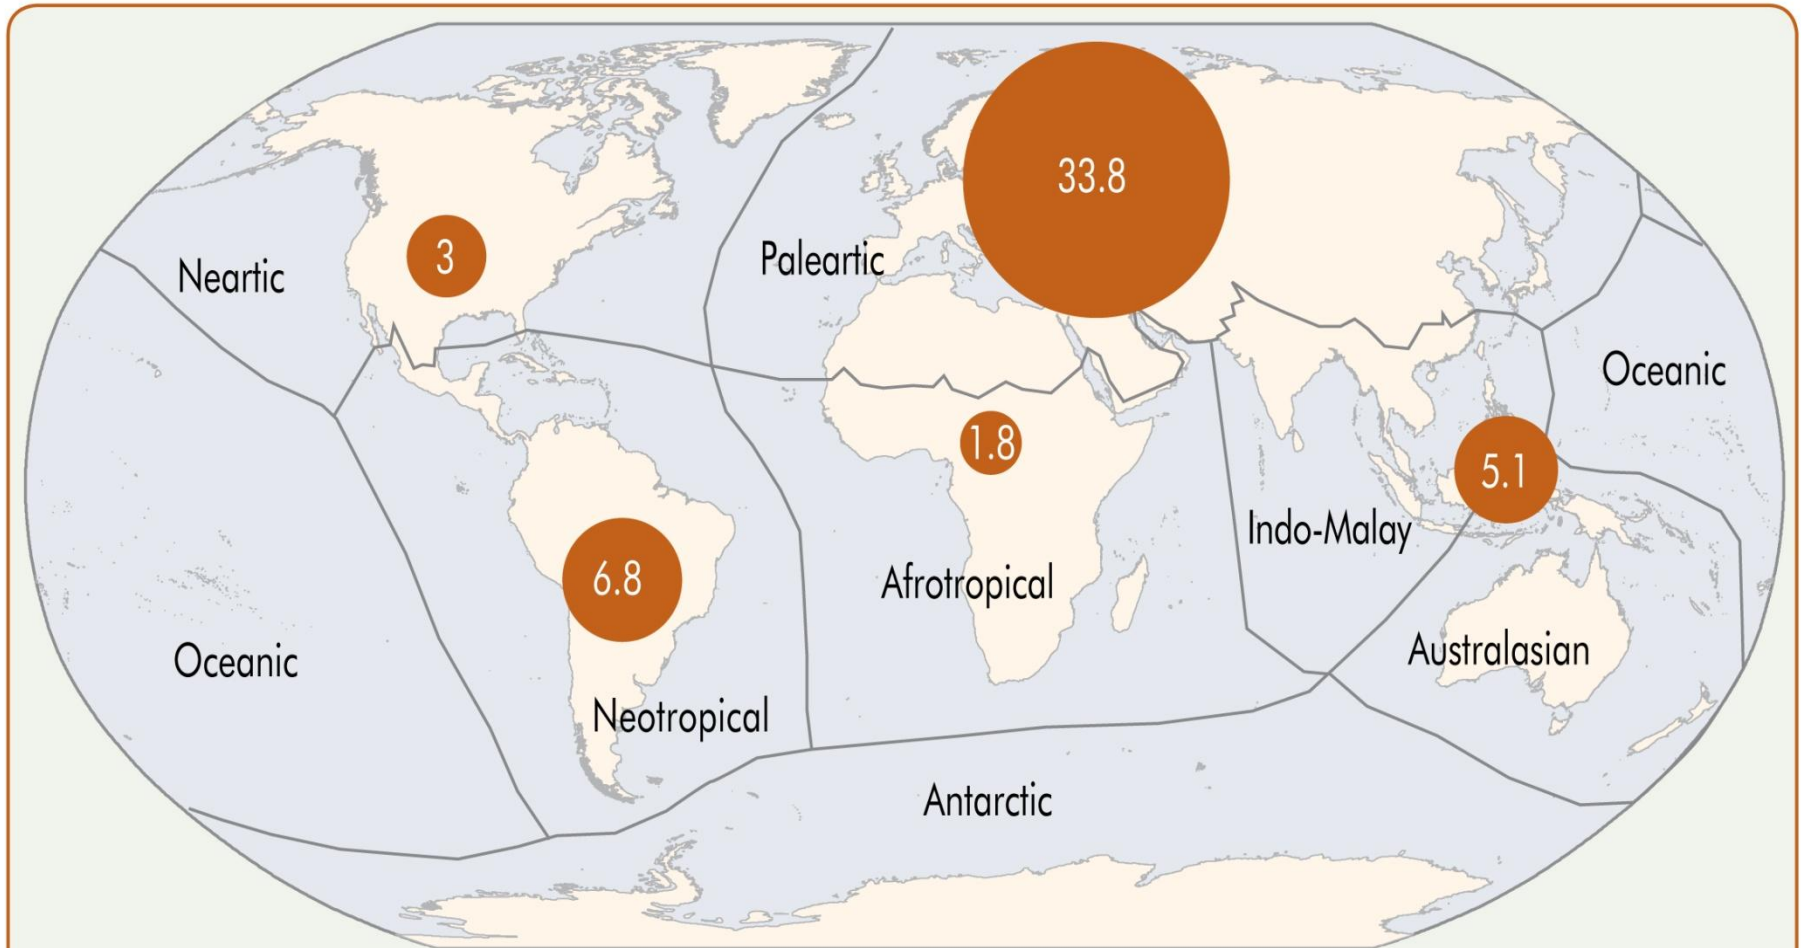 33.8
3
Neartic
Paleartic
Oceanic
1.8
5.1
Indo-Malay
6.8
Afrotropical
Australasian
Oceanic
Neotropical
Antarctic